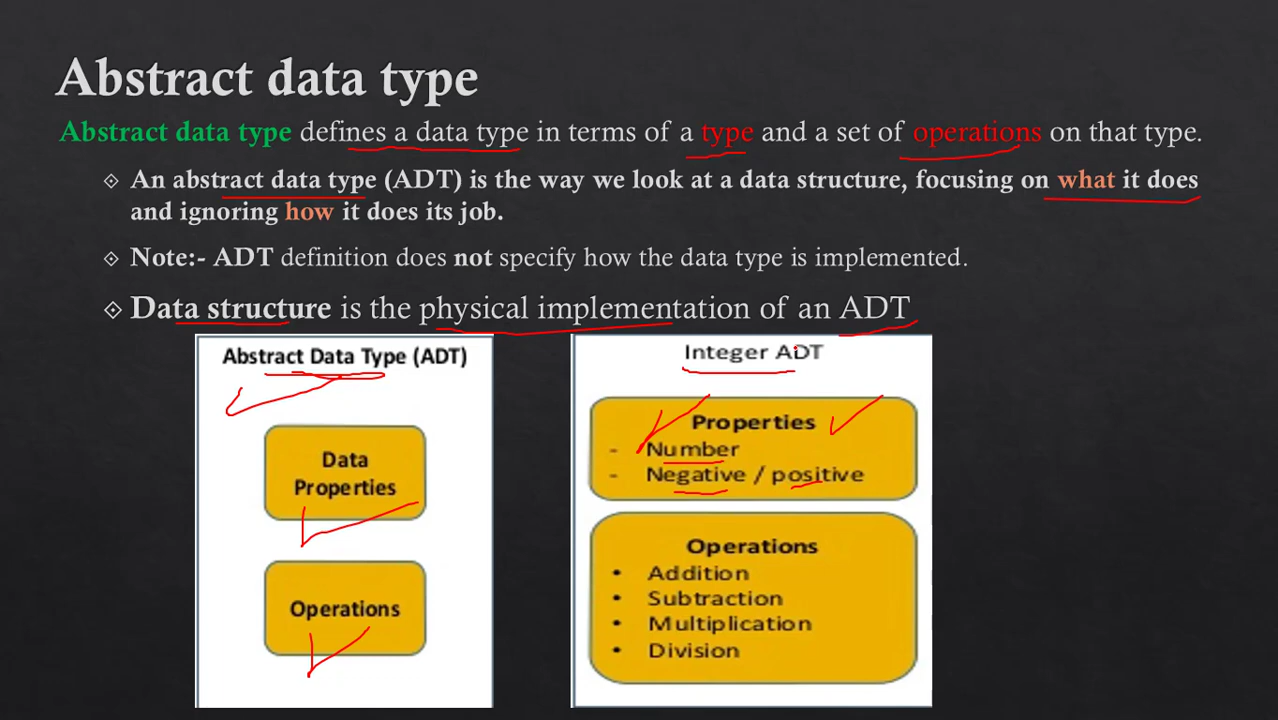 Abstract data type
Abstract data type defines a data type in terms of a type and a set of operations on that type.
An abstract data type (ADT) is the way we look at a data structure, focusing on what it does
and ignoring how it does its job.
Note:- ADT definition does not specify how the data type is implemented.
Data structure is the physical implementation of an ADT
Abstract Data Type (ADT)
Data
Properties
Operations
Integer ADT
Properties
- Number
- Negative / positive
Operations
• Addition
• Subtraction
• Multiplication
• Division